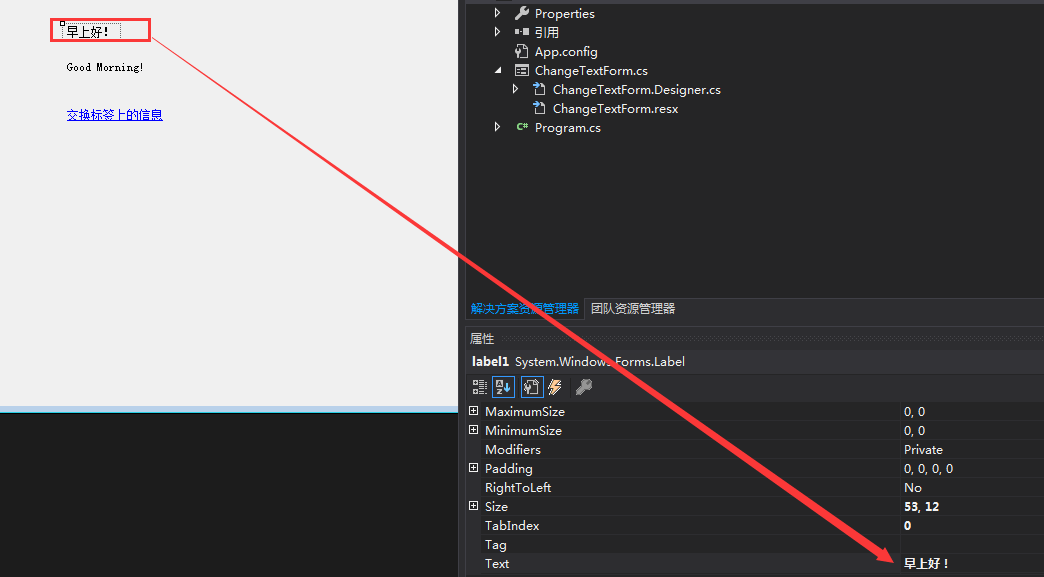 早上好!
Good Morning!
交换标签上的信息
Properties
引用
App.config
ChangeTextForm.cs
ChangeTextForm.Designer.cs
ChangeTextForm.resx
C# Program.cs
解决方案资源管理器 团队资源管理器
属性
label1 System.Windows.Forms.Label
MaximumSize 0, 0
MinimumSize 0, 0
Modifiers Private
Padding 0, 0, 0, 0
RightToLeft No
Size 53, 12
TabIndex 0
Tag
Text 早上好！